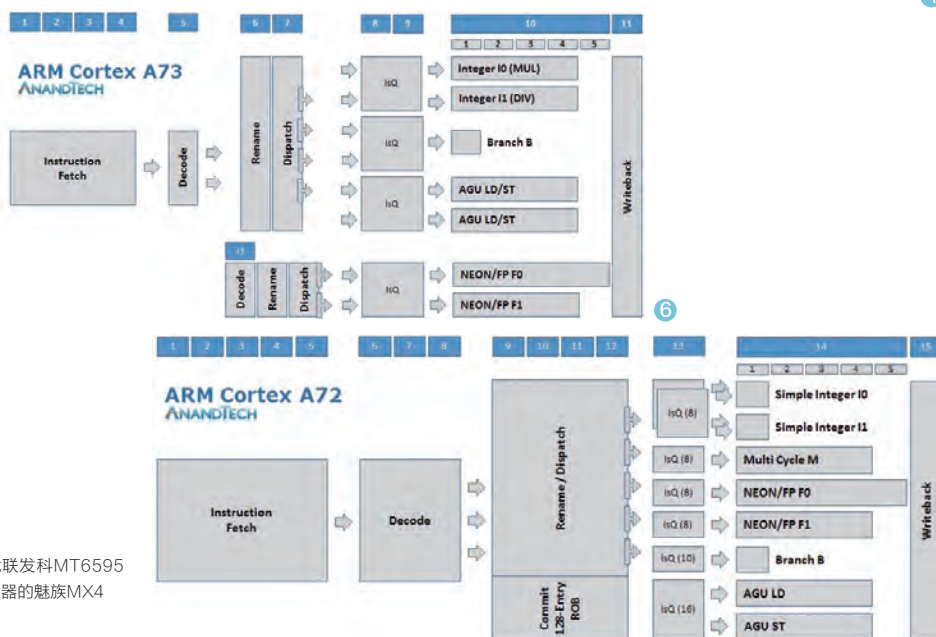 1 2 3 4 5 6 7 8 9 10 11
1 2 3 4 5
ARM Cortex A73
ANANDTECH
Instruction Fetch
Decode
Rename
Dispatch
IsQ
Integer I0 (MUL)
Integer I1 (DIV)
IsQ
Branch B
IsQ
AGU LD/ST
AGU LD/ST
Writeback
Decode
Rename
Dispatch
IsQ
NEON/FP F0
NEON/FP F1
6
1 2 3 4 5 6 7 8 9 10 11 12 13 14 15
1 2 3 4 5
ARM Cortex A72
ANANDTECH
Instruction Fetch
Decode
Rename / Dispatch
Commit
128-Entry
ROB
IsQ (8)
Simple Integer I0
Simple Integer I1
IsQ (8)
Multi Cycle M
IsQ (8)
NEON/FP F0
IsQ (8)
NEON/FP F1
IsQ (10)
Branch B
IsQ (16)
AGU LD
AGU ST
Writeback
联发科MT6595
器的魅族MX4